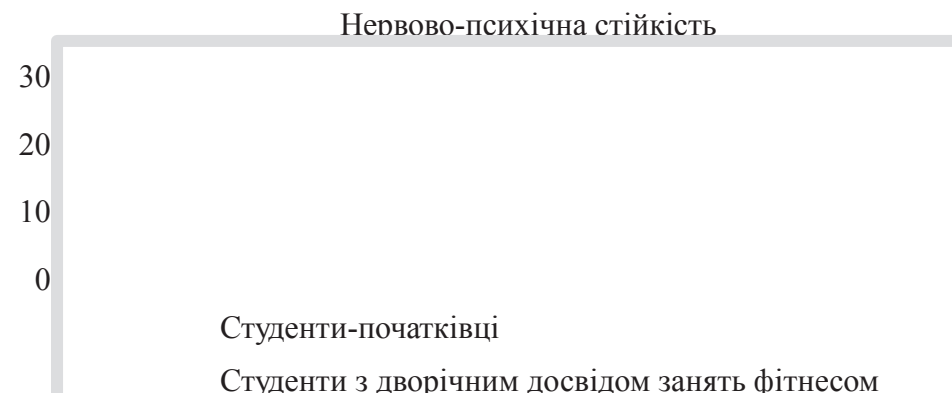 Нервово-психічна стійкість
30
20
10
0
Студенти-початківці
Студенти з дворічним досвідом занять фітнесом